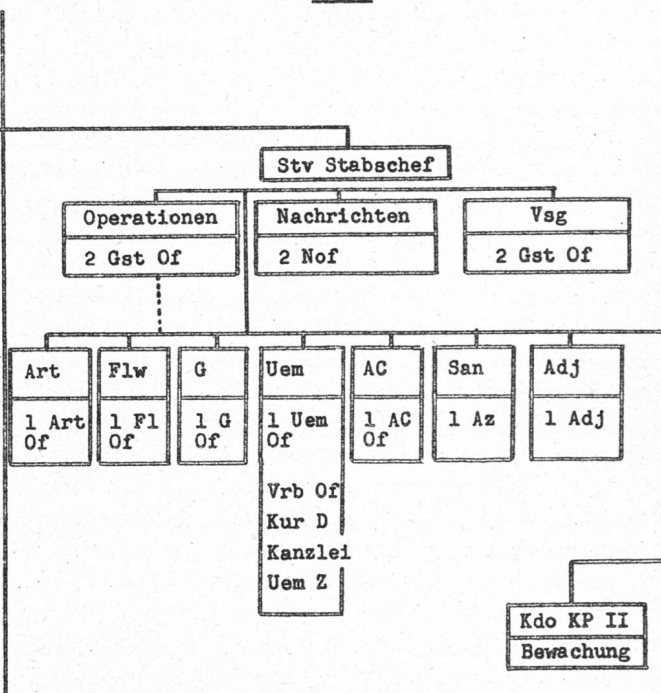 Stv Stabschef
Operationen
2 Gst Of
Nachrichten
2 Nof
Vsg
2 Gst Of
Art
1 Art
Of
Flw
1 Fl
Of
G
1 G
Of
Uem
1 Uem
Of
Vrb Of
Kur D
Kanzlei
Uem Z
AC
1 AC
Of
San
1 Az
Adj
1 Adj
Kdo KP II
Bewachung